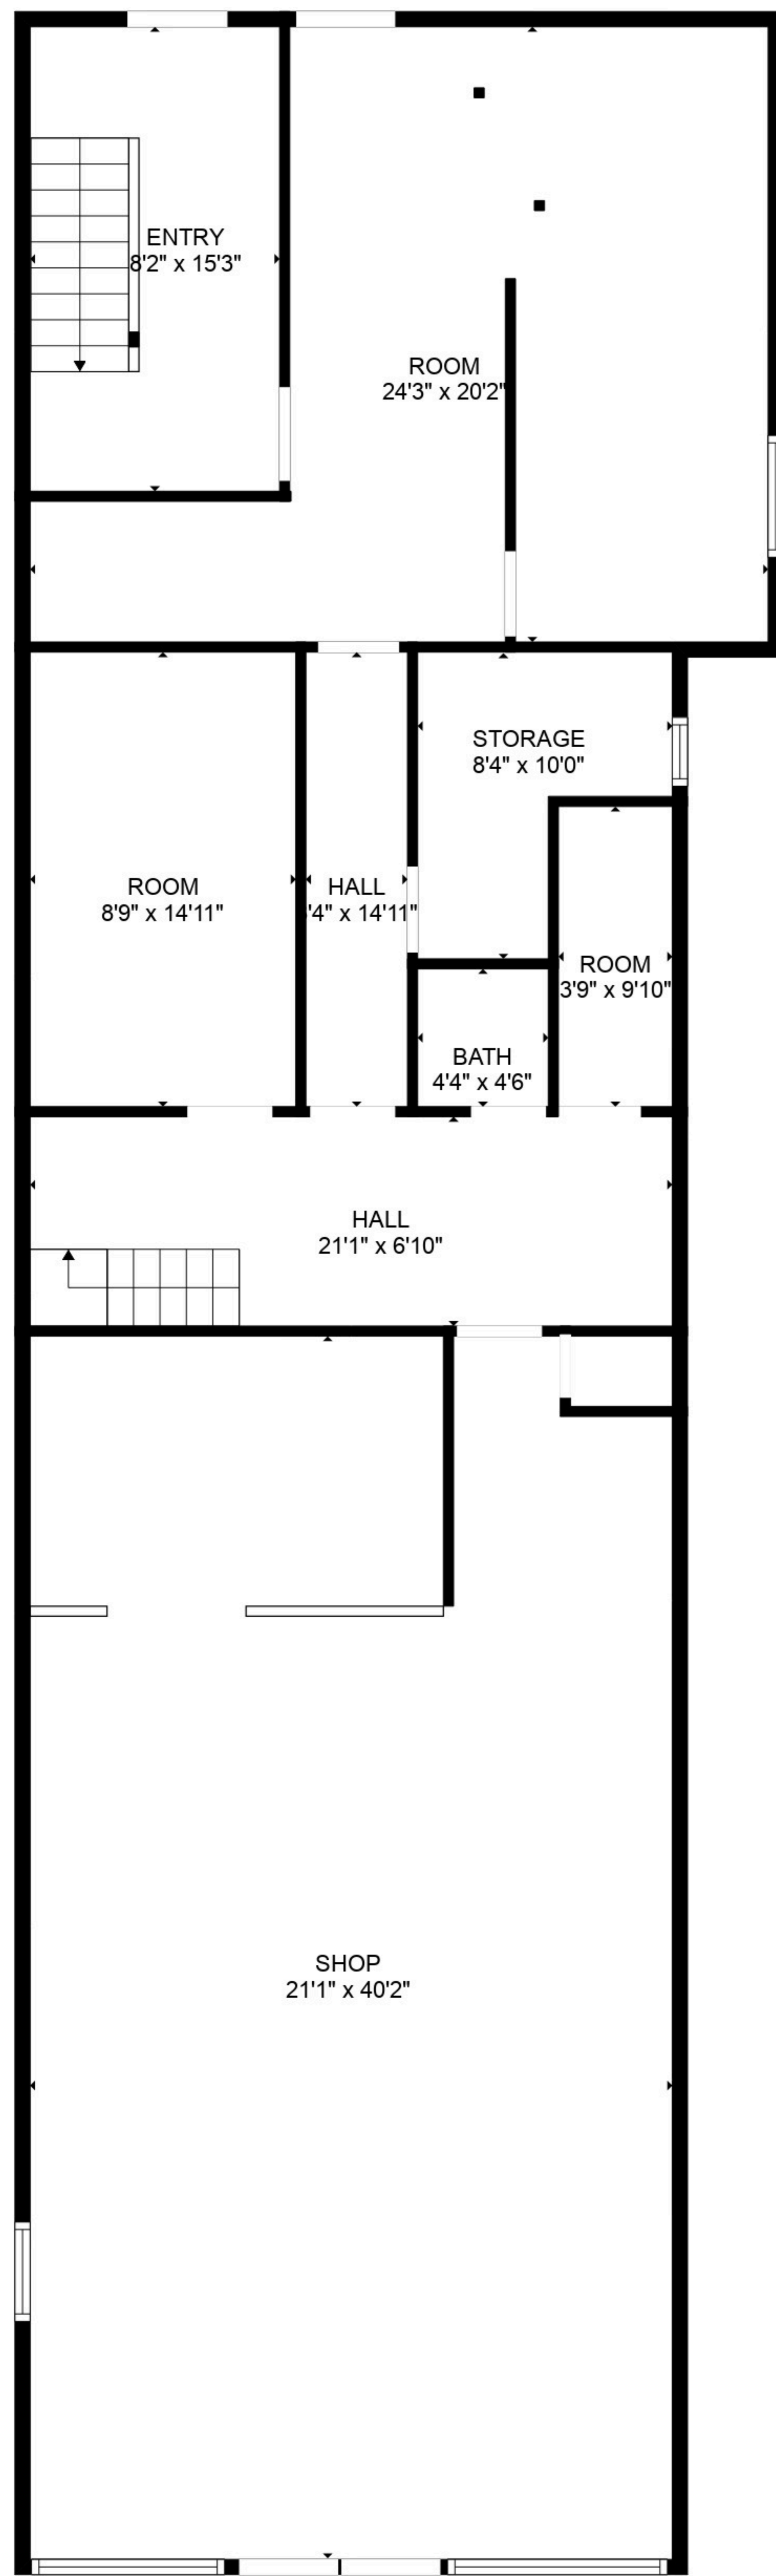 ENTRY
8'2" x 15'3"
ROOM
24'3" x 20'2"
STORAGE
8'4" x 10'0"
ROOM
8'9" x 14'11"
HALL
'4" x 14'11"
ROOM
3'9" x 9'10"
BATH
4'4" x 4'6"
HALL
21'1" x 6'10"
SHOP
21'1" x 40'2"